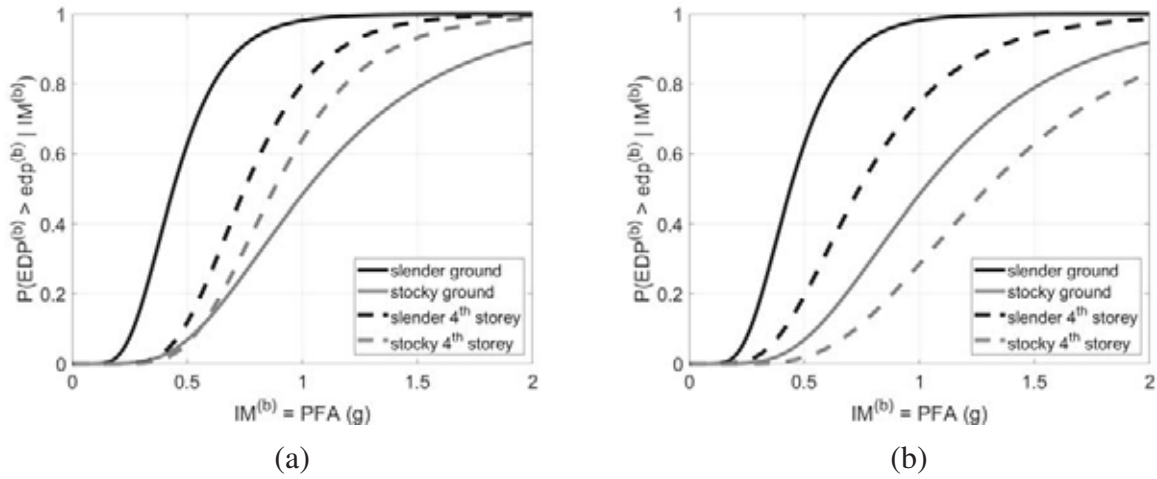 1
0.8
0.6
0.4
0.2
0
P(EDP(b) > edp(b) | IM(b))
slender ground
stocky ground
slender 4th storey
stocky 4th storey
0 0.5 1 1.5 2
IM(b) = PFA (g)
(a)
1
0.8
0.6
0.4
0.2
0
P(EDP(b) > edp(b) | IM(b))
slender ground
stocky ground
slender 4th storey
stocky 4th storey
0 0.5 1 1.5 2
IM(b) = PFA (g)
(b)